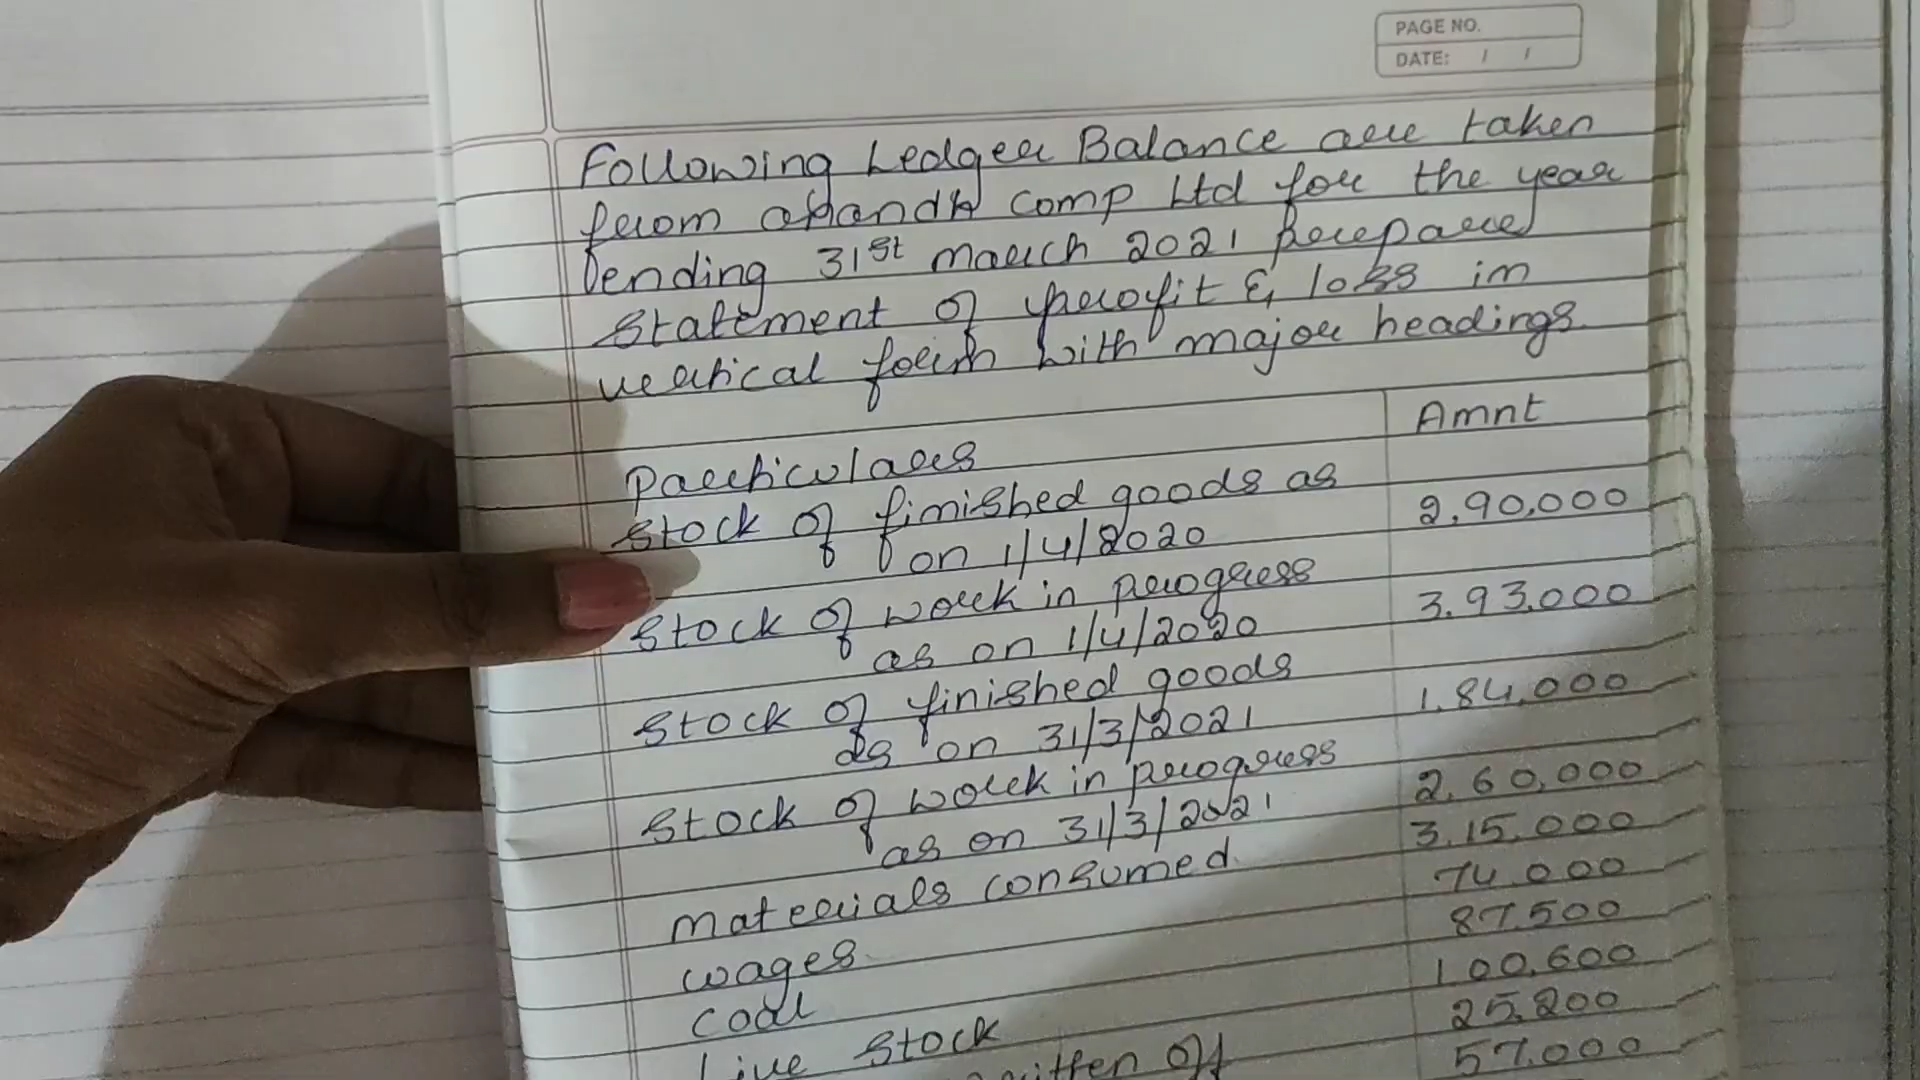 PAGE NO.
DATE: / /
Following Ledger Balance are taken
from Comp Ltd for the year
ending 31st march 2021 Prepare
Statement of profit & loss in
vertical form with major headings.
Particulars Amnt
Stock of finished goods as
on 1/4/2020 2,90,000
Stock of work in progress
as on 1/4/2020 3,93,000
Stock of finished goods
as on 31/3/2021 1,84,000
Stock of work in progress
as on 31/3/2021 2,60,000
materials consumed. 3,15,000
wages. 74,000
coal 87,500
Live Stock 1,00,600
written off 25,200
57,000